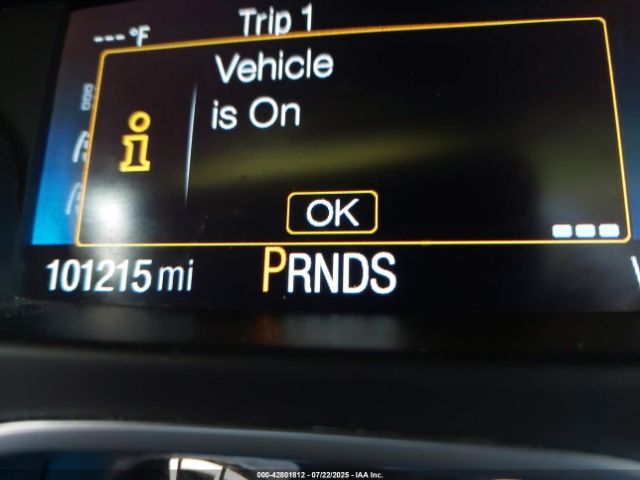 Trip 1
--- °F
Vehicle
is On
i
OK
101215 mi PRNDS
000-42801812 - 07/22/2025 - IAA Inc.